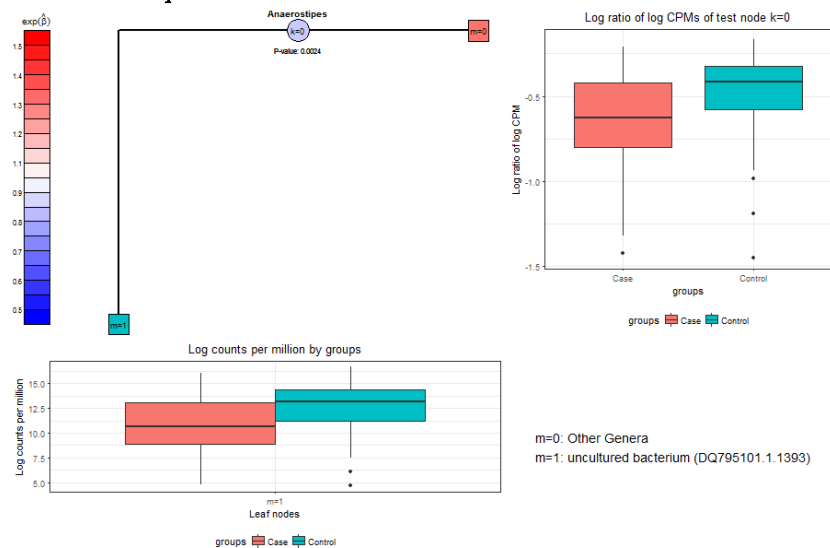 exp(β̂)
1.5
1.4
1.3
1.2
1.1
0.9
0.8
0.7
0.6
0.5
Anaerostipes
k=0
P-value: 0.0024
m=0
m=1
Log ratio of log CPMs of test node k=0
Log ratio of log CPM
-0.5
-1.0
-1.5
Case
Control
groups
groups Case Control
Log counts per million by groups
Log counts per million
15.0
12.5
10.0
7.5
5.0
m=1
Leaf nodes
groups Case Control
m=0: Other Genera
m=1: uncultured bacterium (DQ795101.1.1393)